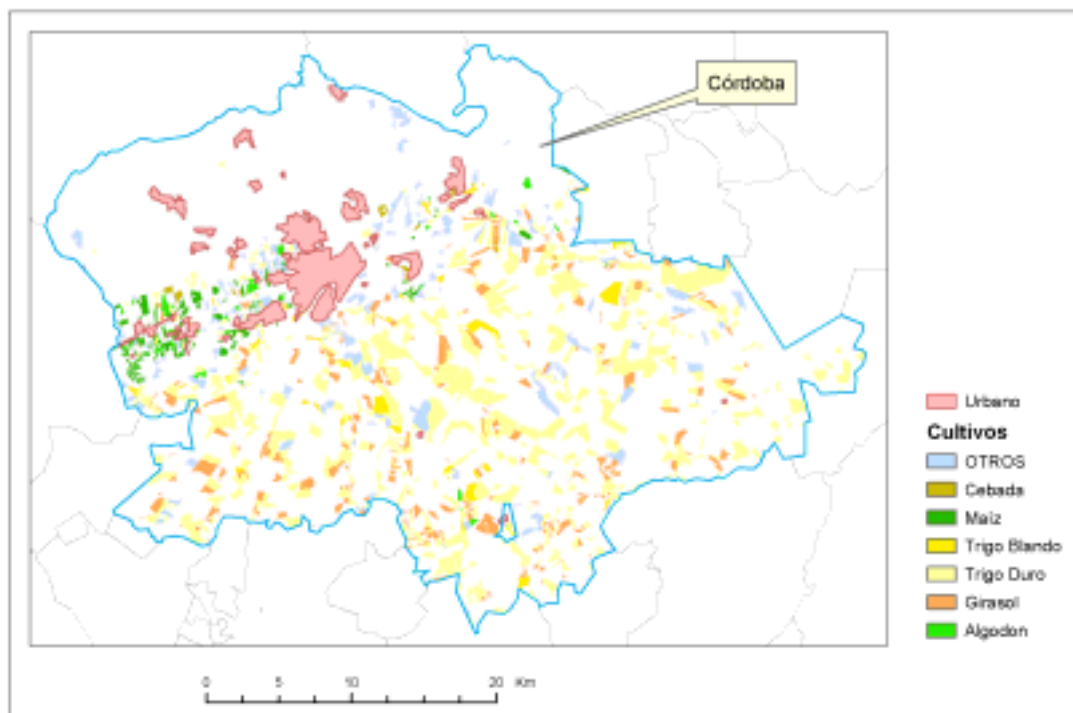 Córdoba
Urbano
Cultivos
OTROS
Cebada
Maíz
Trigo Blando
Trigo Duro
Girasol
Algodon
0 5 10 20 Km